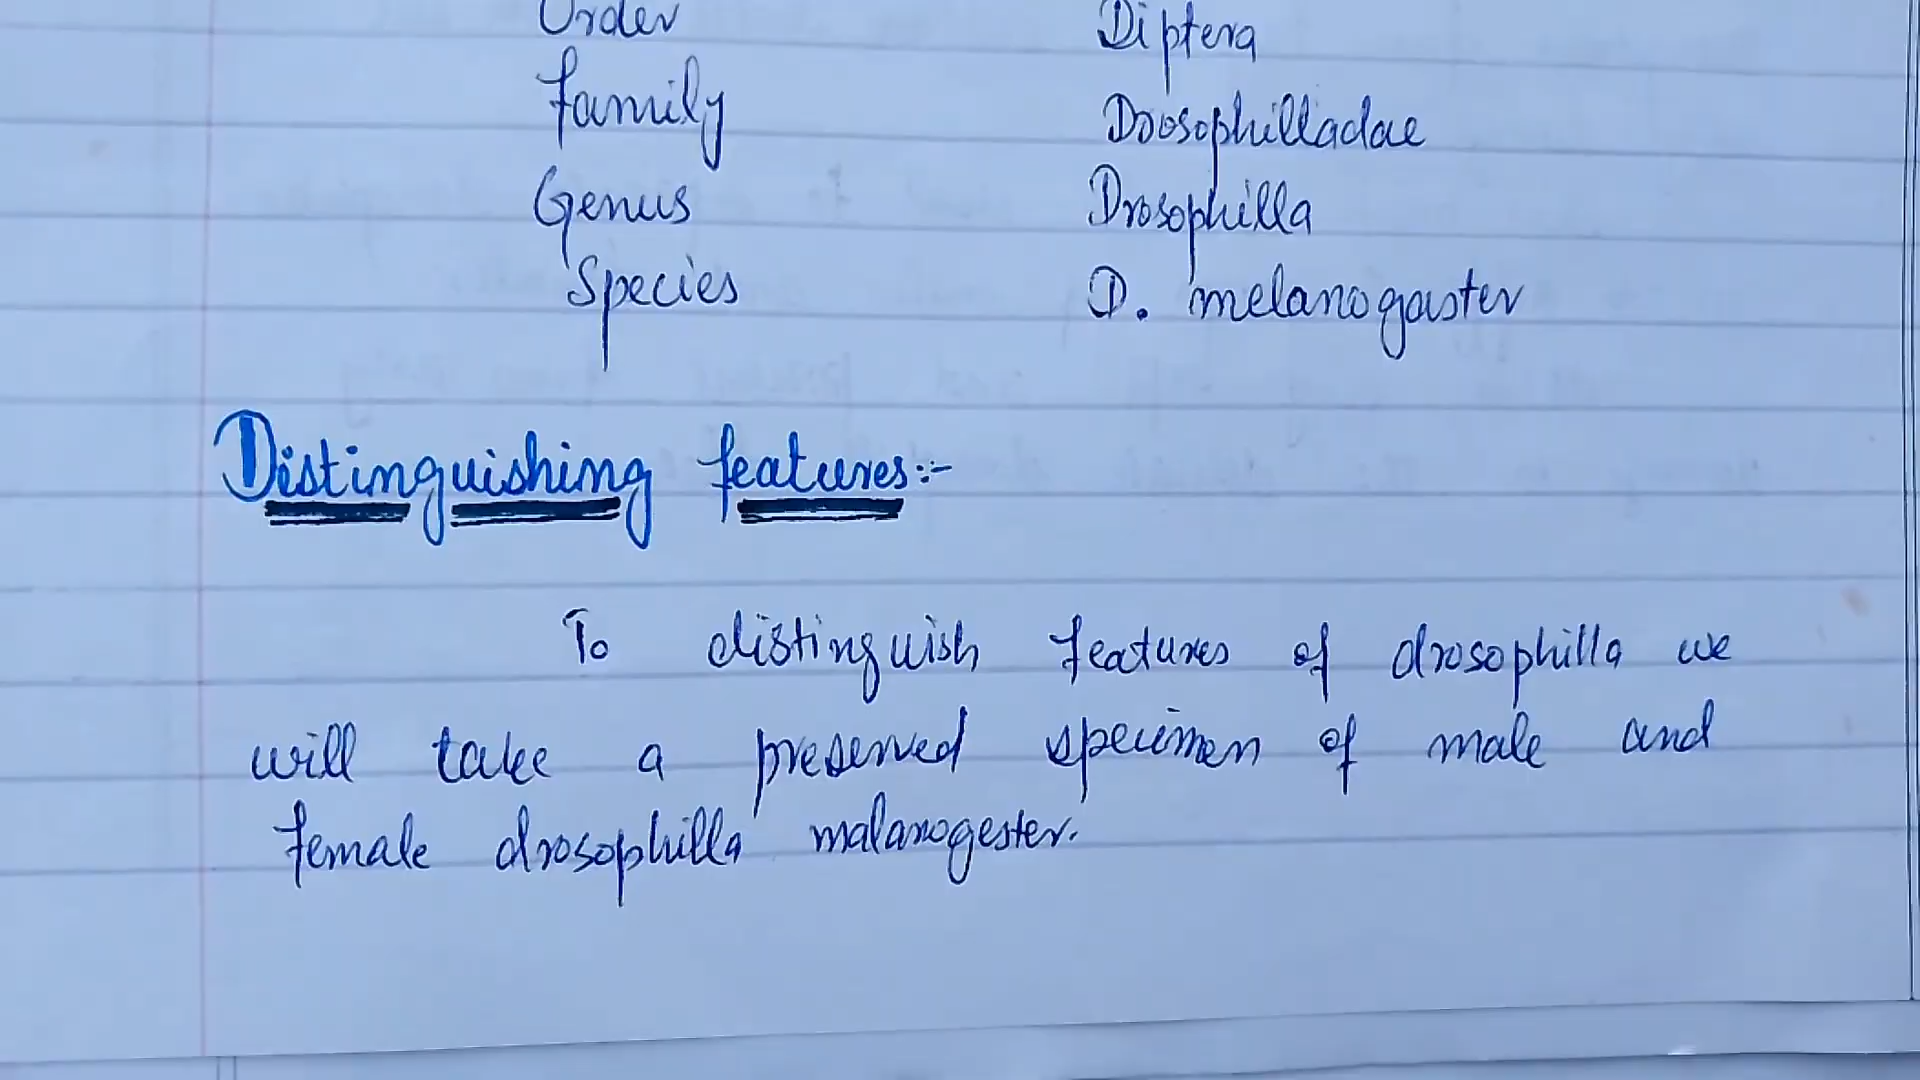 Order Diptera
Family Drosophilladae
Genus Drosophilla
Species D. melanogaster
Distinguishing features:-
To distinguish features of drosophilla we
will take a preserved specimen of male and
female drosophilla malanogester.